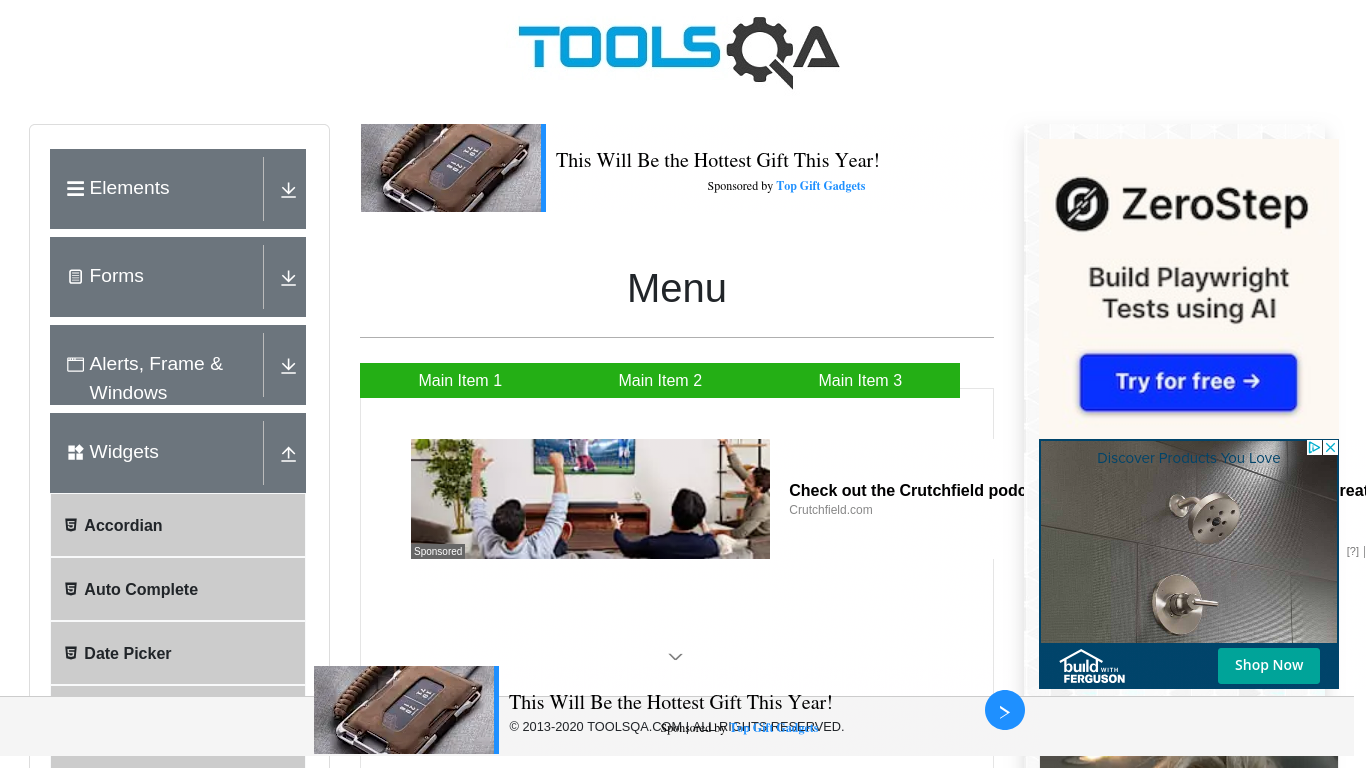 TOOLSQA
Elements
Forms
Alerts, Frame &
Windows
Widgets
Accordian
Auto Complete
Date Picker
This Will Be the Hottest Gift This Year!
Sponsored by Top Gift Gadgets
Menu
Main Item 1
Main Item 2
Main Item 3
Sponsored
Check out the Crutchfield podc
reat
Crutchfield.com
[?]
ZeroStep
Build Playwright
Tests using AI
Try for free →
Discover Products You Love
build WITH
FERGUSON
Shop Now
This Will Be the Hottest Gift This Year!
© 2013-2020 TOOLSQA.COM | ALL RIGHTS RESERVED.
Sponsored by Top Gift Gadgets